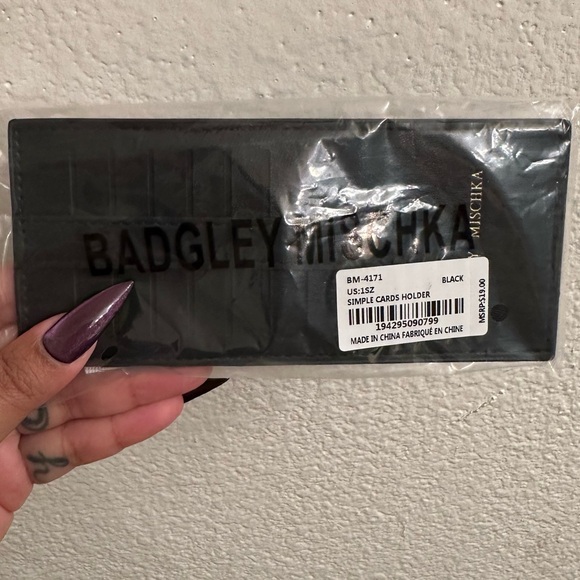 BADGLEY MISCHKA
Y MISCHKA
BM-4171 BLACK
US:1SZ
SIMPLE CARDS HOLDER
194295090799
MADE IN CHINA FABRIQUÉ EN CHINE
MSRP$19.00